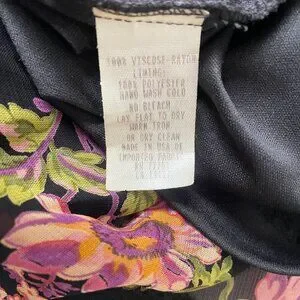 100% VISCOSE-RAYON
LINING:
100% POLYESTER
HAND WASH COLD
NO BLEACH
LAY FLAT TO DRY
WARM IRON
OR DRY CLEAN
MADE IN USA OF
IMPORTED FABRIC